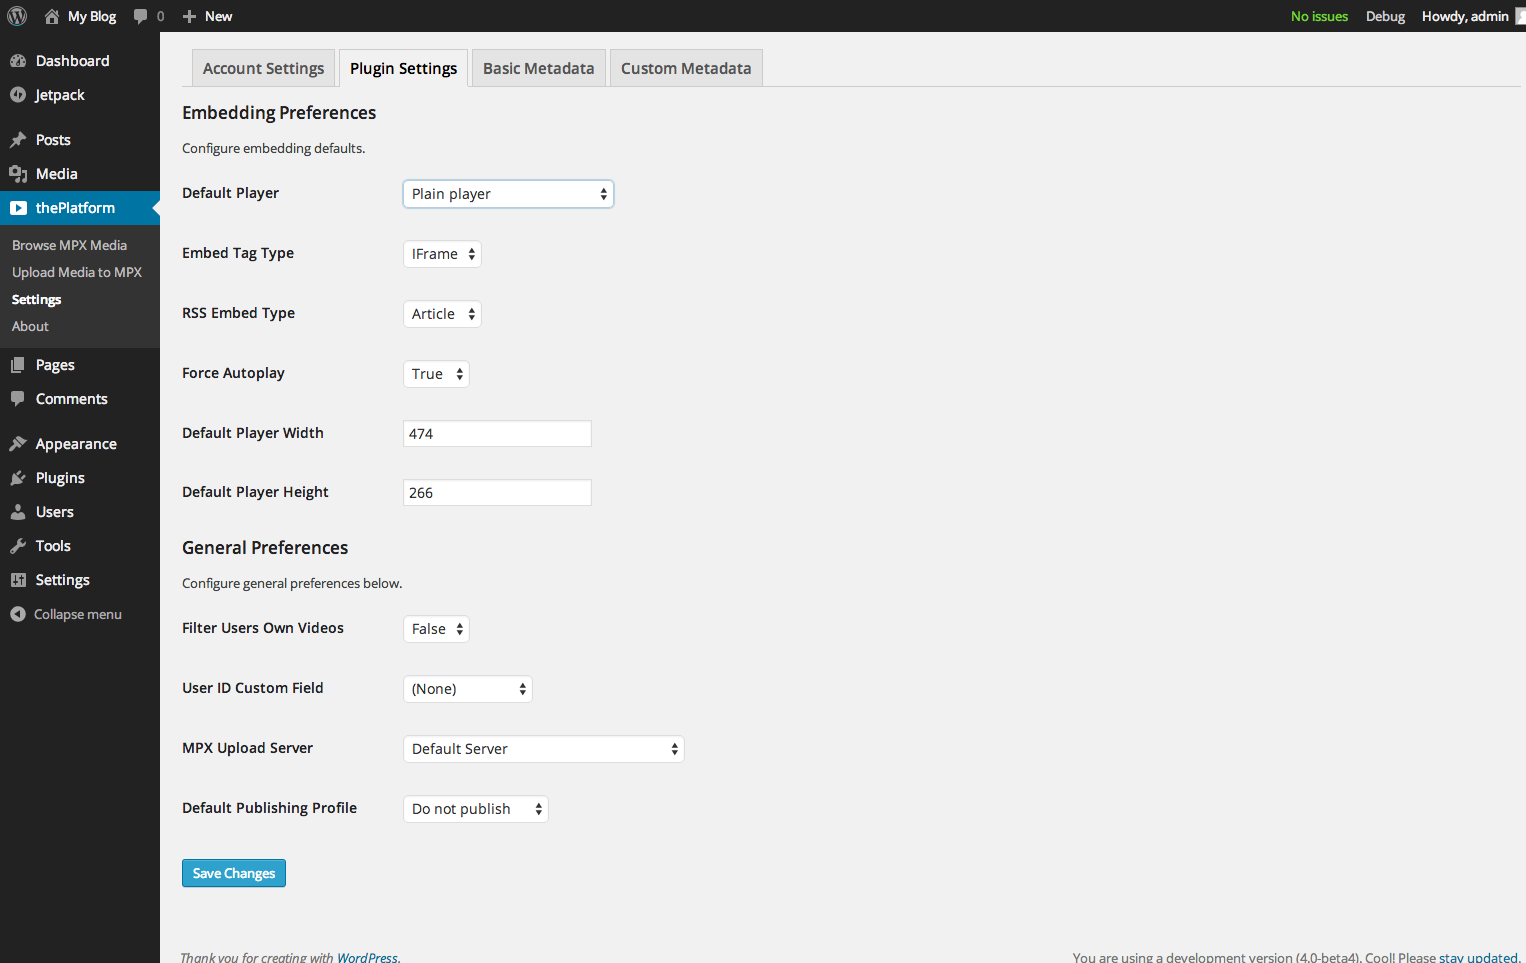 My Blog 0 New No issues Debug Howdy, admin
Dashboard
Jetpack
Posts
Media
thePlatform
Browse MPX Media
Upload Media to MPX
Settings
About
Pages
Comments
Appearance
Plugins
Users
Tools
Settings
Collapse menu
Account Settings Plugin Settings Basic Metadata Custom Metadata
Embedding Preferences
Configure embedding defaults.
Default Player Plain player
Embed Tag Type IFrame
RSS Embed Type Article
Force Autoplay True
Default Player Width 474
Default Player Height 266
General Preferences
Configure general preferences below.
Filter Users Own Videos False
User ID Custom Field (None)
MPX Upload Server Default Server
Default Publishing Profile Do not publish
Save Changes
Thank you for creating with WordPress. You are using a development version (4.0-beta4). Cool! Please stay updated.